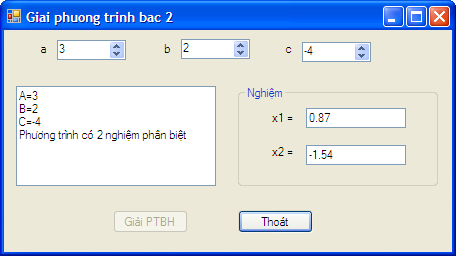 Giai phuong trinh bac 2
a 3 b 2 c -4
A=3
B=2
C=-4
Phương trình có 2 nghiệm phân biệt
Nghiệm
x1 = 0.87
x2 = -1.54
Giải PTBH Thoát